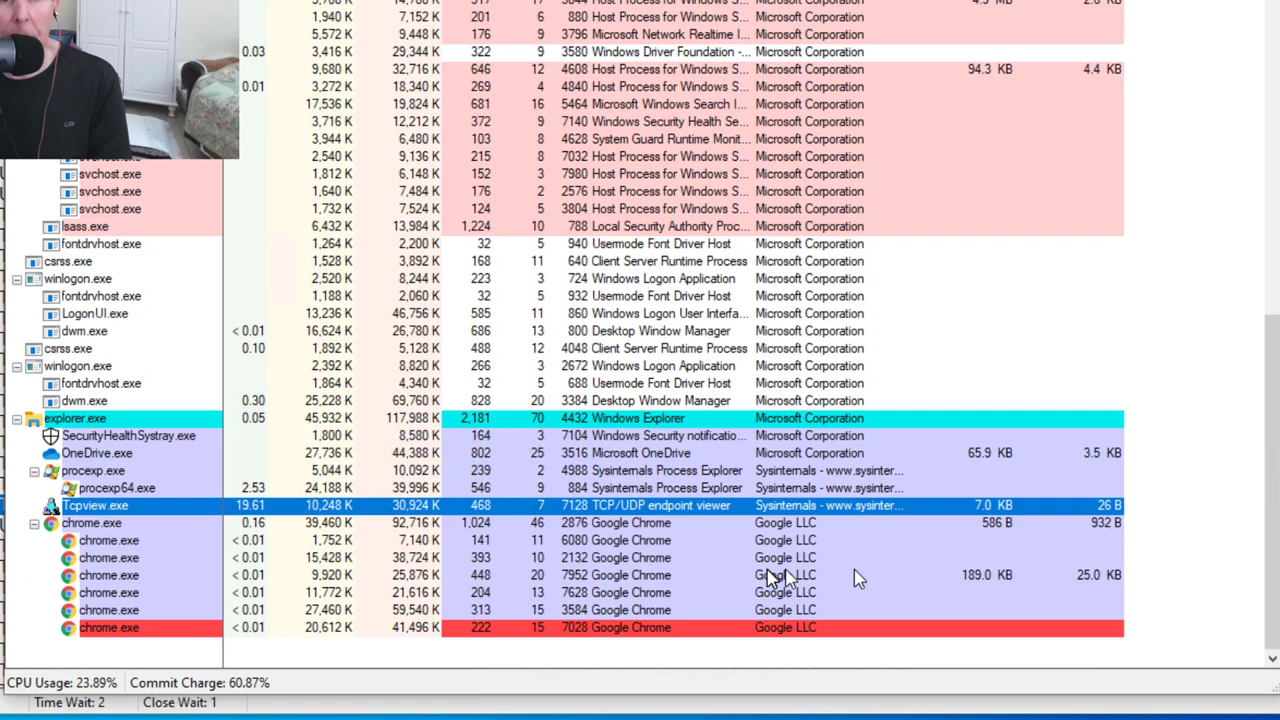 1,940 K 7,152 K 201 6 880 Microsoft Corporation
5,572 K 9,448 K 176 9 3796 Microsoft Network Realtime I... Microsoft Corporation
0.03 3,416 K 29,344 K 322 9 3580 Windows Driver Foundation -... Microsoft Corporation
9,680 K 32,716 K 646 12 4608 Host Process for Windows S... Microsoft Corporation 94.3 KB 4.4 KB
0.01 3,272 K 18,340 K 269 4 4840 Host Process for Windows S... Microsoft Corporation
17,536 K 19,824 K 681 16 5464 Microsoft Windows Search I... Microsoft Corporation
3,716 K 12,212 K 372 9 7140 Windows Security Health Se... Microsoft Corporation
3,944 K 6,480 K 103 8 4628 System Guard Runtime Monit... Microsoft Corporation
svchost.exe 2,540 K 9,136 K 215 8 7032 Host Process for Windows S... Microsoft Corporation
svchost.exe 1,812 K 6,148 K 152 3 7980 Host Process for Windows S... Microsoft Corporation
svchost.exe 1,640 K 7,484 K 176 2 2576 Host Process for Windows S... Microsoft Corporation
svchost.exe 1,732 K 7,524 K 124 5 3804 Host Process for Windows S... Microsoft Corporation
lsass.exe 6,432 K 13,984 K 1,224 10 788 Local Security Authority Proc... Microsoft Corporation
fontdrvhost.exe 1,264 K 2,200 K 32 5 940 Usermode Font Driver Host Microsoft Corporation
csrss.exe 1,528 K 3,892 K 168 11 640 Client Server Runtime Process Microsoft Corporation
winlogon.exe 2,520 K 8,244 K 223 3 724 Windows Logon Application Microsoft Corporation
fontdrvhost.exe 1,188 K 2,060 K 32 5 932 Usermode Font Driver Host Microsoft Corporation
LogonUI.exe 13,236 K 46,756 K 585 11 860 Windows Logon User Interfa... Microsoft Corporation
dwm.exe < 0.01 16,624 K 26,780 K 686 13 800 Desktop Window Manager Microsoft Corporation
csrss.exe 0.10 1,892 K 5,128 K 488 12 4048 Client Server Runtime Process Microsoft Corporation
winlogon.exe 2,392 K 8,820 K 266 3 2672 Windows Logon Application Microsoft Corporation
fontdrvhost.exe 1,864 K 4,340 K 32 5 688 Usermode Font Driver Host Microsoft Corporation
dwm.exe 0.30 25,228 K 69,760 K 828 20 3384 Desktop Window Manager Microsoft Corporation
explorer.exe 0.05 45,932 K 117,988 K 2,181 70 4432 Windows Explorer Microsoft Corporation
SecurityHealthSystray.exe 1,800 K 8,580 K 164 3 7104 Windows Security notificatio... Microsoft Corporation
OneDrive.exe 27,736 K 44,388 K 802 25 3516 Microsoft OneDrive Microsoft Corporation 65.9 KB 3.5 KB
procexp.exe 5,044 K 10,092 K 239 2 4988 Sysinternals Process Explorer Sysinternals - www.sysinter...
procexp64.exe 2.53 24,188 K 39,996 K 546 9 884 Sysinternals Process Explorer Sysinternals - www.sysinter...
Tcpview.exe 19.61 10,248 K 30,924 K 468 7 7128 TCP/UDP endpoint viewer Sysinternals - www.sysinter... 7.0 KB 26 B
chrome.exe 0.16 39,460 K 92,716 K 1,024 46 2876 Google Chrome Google LLC 586 B 932 B
chrome.exe < 0.01 1,752 K 7,140 K 141 11 6080 Google Chrome Google LLC
chrome.exe < 0.01 15,428 K 38,724 K 393 10 2132 Google Chrome Google LLC
chrome.exe < 0.01 9,920 K 25,876 K 448 20 7952 Google Chrome Google LLC 189.0 KB 25.0 KB
chrome.exe < 0.01 11,772 K 21,616 K 204 13 7628 Google Chrome Google LLC
chrome.exe < 0.01 27,460 K 59,540 K 313 15 3584 Google Chrome Google LLC
chrome.exe < 0.01 20,612 K 41,496 K 222 15 7028 Google Chrome Google LLC
CPU Usage: 23.89% Commit Charge: 60.87%
Time Wait: 2 Close Wait: 1